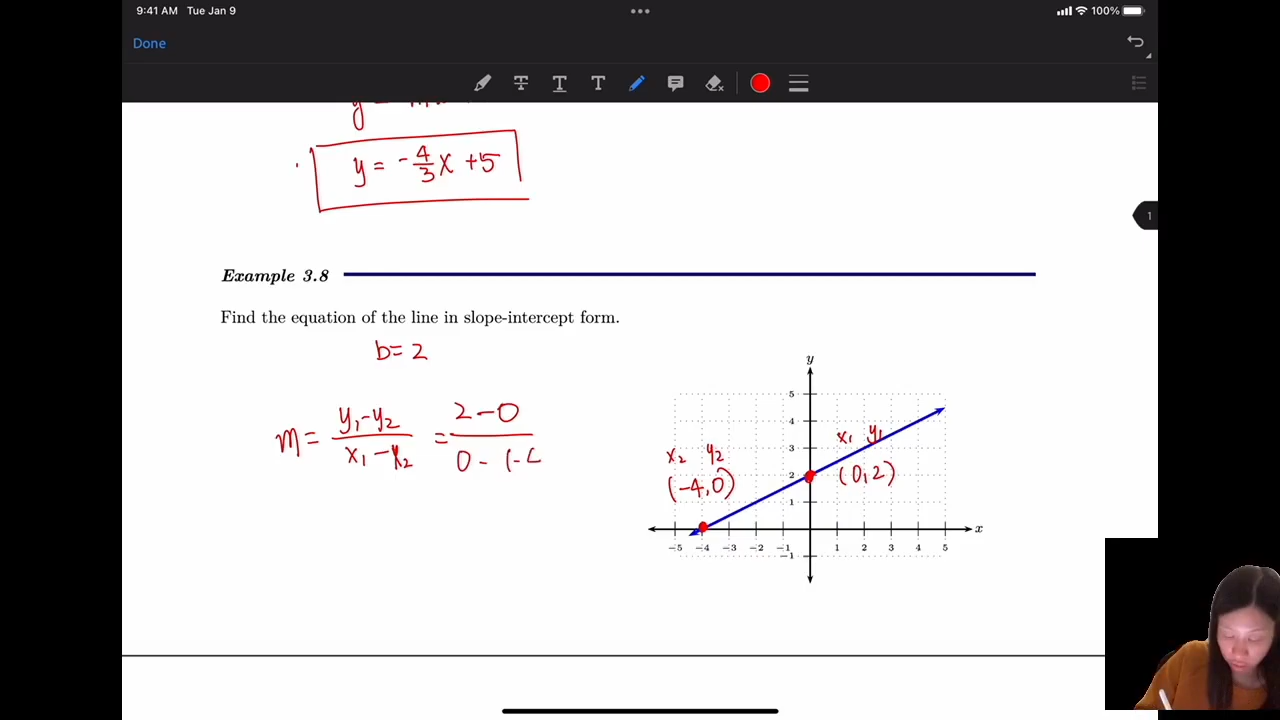 9:41 AM Tue Jan 9
100%
Done
T T T
1
y = -4/3 x + 5
Example 3.8
Find the equation of the line in slope-intercept form.
b = 2
m = y₁ - y₂ / x₁ - x₂ = 2 - 0 / 0 - (-4
y
5
4
3
2
1
-1
x₁ y₁
(0, 2)
x₂ y₂
(-4, 0)
-5 -4 -3 -2 -1 1 2 3 4 5
x